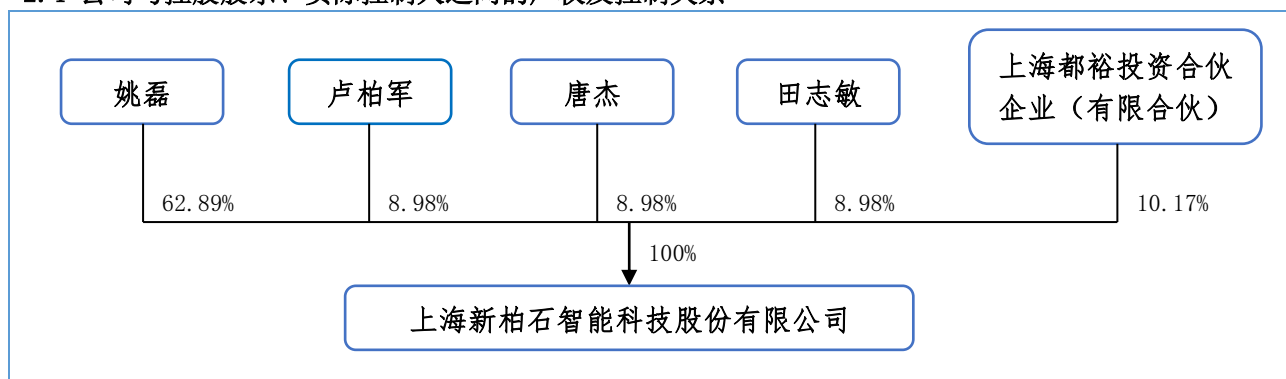 姚磊
卢柏军
唐杰
田志敏
上海都裕投资合伙
企业（有限合伙）
62.89%
8.98%
8.98%
8.98%
10.17%
100%
上海新柏石智能科技股份有限公司